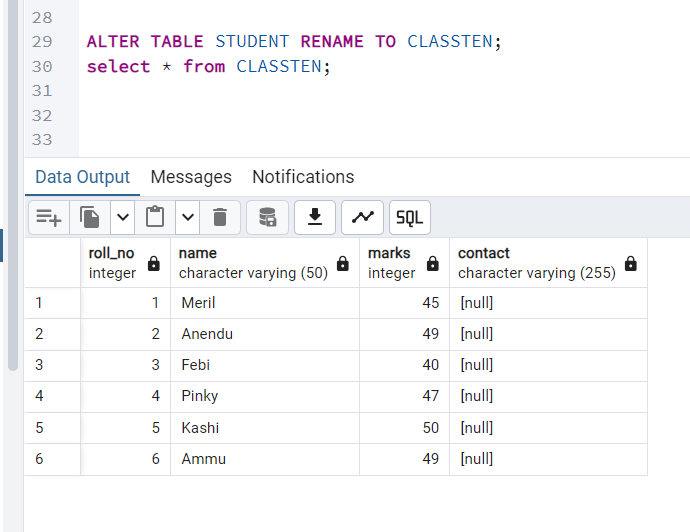 28
29 ALTER TABLE STUDENT RENAME TO CLASSTEN;
30 select * from CLASSTEN;
31
32
33
Data Output Messages Notifications
SQL
roll_no name marks contact
integer character varying (50) integer character varying (255)
1 1 Meril 45 [null]
2 2 Anendu 49 [null]
3 3 Febi 40 [null]
4 4 Pinky 47 [null]
5 5 Kashi 50 [null]
6 6 Ammu 49 [null]